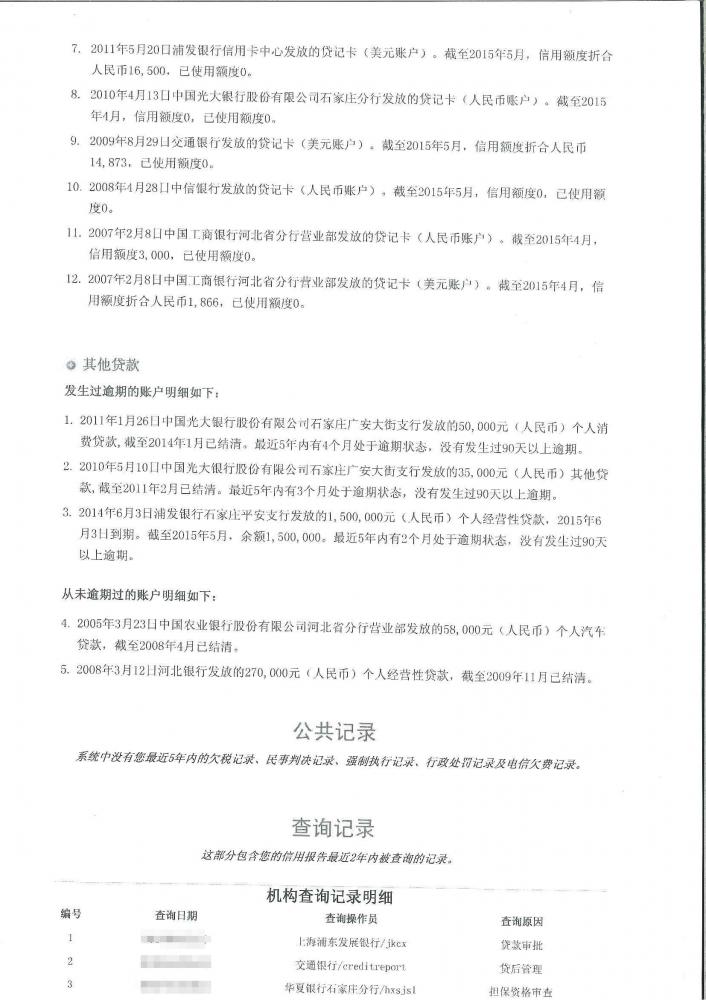 7. 2011年5月20日浦发银行信用卡中心发放的贷记卡（美元账户）。截至2015年5月，信用额度折合
人民币16,500，已使用额度0。
8. 2010年4月13日中国光大银行股份有限公司石家庄分行发放的贷记卡（人民币账户）。截至2015
年4月，信用额度0，已使用额度0。
9. 2009年8月29日交通银行发放的贷记卡（美元账户）。截至2015年5月，信用额度折合人民币
14,873，已使用额度0。
10. 2008年4月28日中信银行发放的贷记卡（人民币账户）。截至2015年5月，信用额度0，已使用额
度0。
11. 2007年2月8日中国工商银行河北省分行营业部发放的贷记卡（人民币账户）。截至2015年4月，
信用额度3,000，已使用额度0。
12. 2007年2月8日中国工商银行河北省分行营业部发放的贷记卡（美元账户）。截至2015年4月，信
用额度折合人民币1,866，已使用额度0。
其他贷款
发生过逾期的账户明细如下：
1. 2011年1月26日中国光大银行股份有限公司石家庄广安大街支行发放的50,000元（人民币）个人消
费贷款,截至2014年1月已结清。最近5年内有4个月处于逾期状态，没有发生过90天以上逾期。
2. 2010年5月10日中国光大银行股份有限公司石家庄广安大街支行发放的35,000元（人民币）其他贷
款,截至2011年2月已结清。最近5年内有3个月处于逾期状态，没有发生过90天以上逾期。
3. 2014年6月3日浦发银行石家庄平安支行发放的1,500,000元（人民币）个人经营性贷款，2015年6
月3日到期。截至2015年5月，余额1,500,000。最近5年内有2个月处于逾期状态，没有发生过90天
以上逾期。
从未逾期过的账户明细如下：
4. 2005年3月23日中国农业银行股份有限公司河北省分行营业部发放的58,000元（人民币）个人汽车
贷款，截至2008年4月已结清。
5. 2008年3月12日河北银行发放的270,000元（人民币）个人经营性贷款，截至2009年11月已结清。
公共记录
系统中没有您最近5年内的欠税记录、民事判决记录、强制执行记录、行政处罚记录及电信欠费记录。
查询记录
这部分包含您的信用报告最近2年内被查询的记录。
机构查询记录明细
编号 查询日期 查询操作员 查询原因
1 上海浦东发展银行/jkcx 贷款审批
2 交通银行/creditreport 贷后管理
3 华夏银行石家庄分行/hxsjs1 担保资格审查